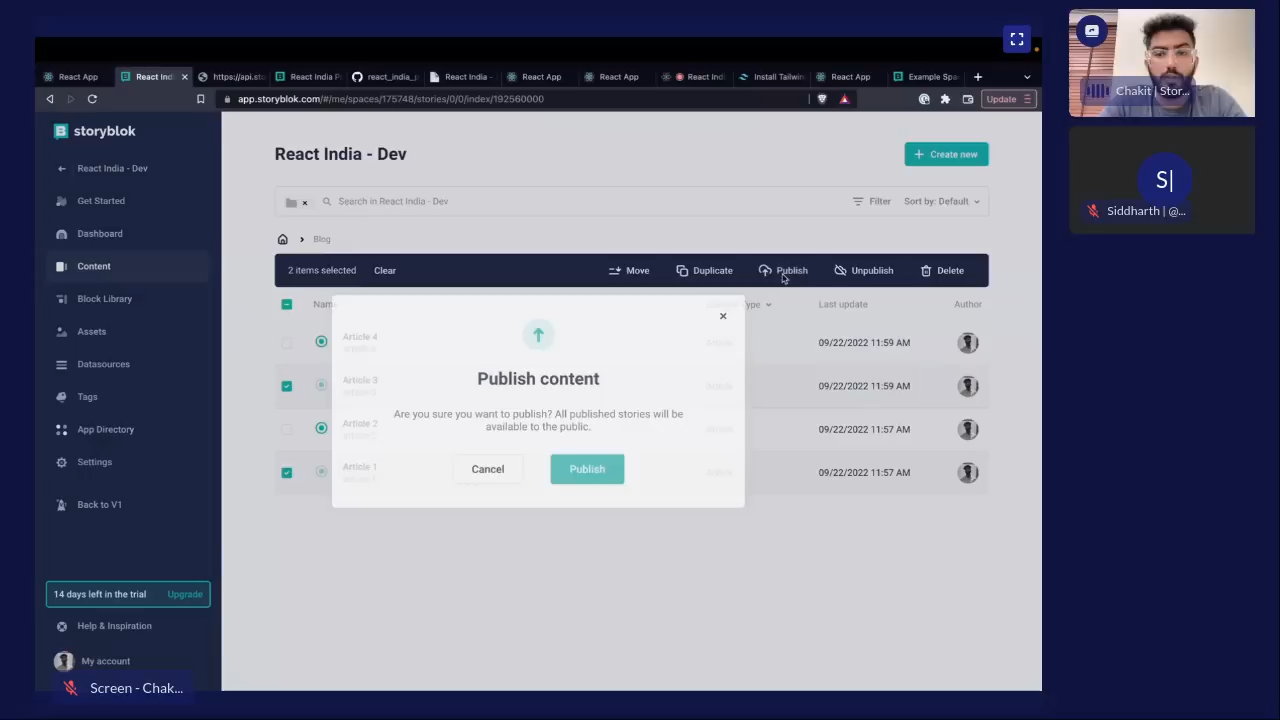 React App
React Ind
https://api.sto
React India P
react_india_
React India -
React App
React App
React Ind
Install Tailwin
React App
Example Spa
app.storyblok.com/#/me/spaces/175748/stories/0/0/index/192560000
Update
storyblok
React India - Dev
Get Started
Dashboard
Content
Block Library
Assets
Datasources
Tags
App Directory
Settings
Back to V1
14 days left in the trial Upgrade
Help & Inspiration
My account
Screen - Chak...
React India - Dev
+ Create new
Search in React India - Dev
Filter
Sort by: Default
Blog
2 items selected Clear Move Duplicate Publish Unpublish Delete
Last update Author
Article 4
09/22/2022 11:59 AM
Article 3
09/22/2022 11:59 AM
Article 2
09/22/2022 11:57 AM
Article 1
09/22/2022 11:57 AM
Publish content
Are you sure you want to publish? All published stories will be
available to the public.
Cancel Publish
Chakit | Stor...
S|
Siddharth | @...